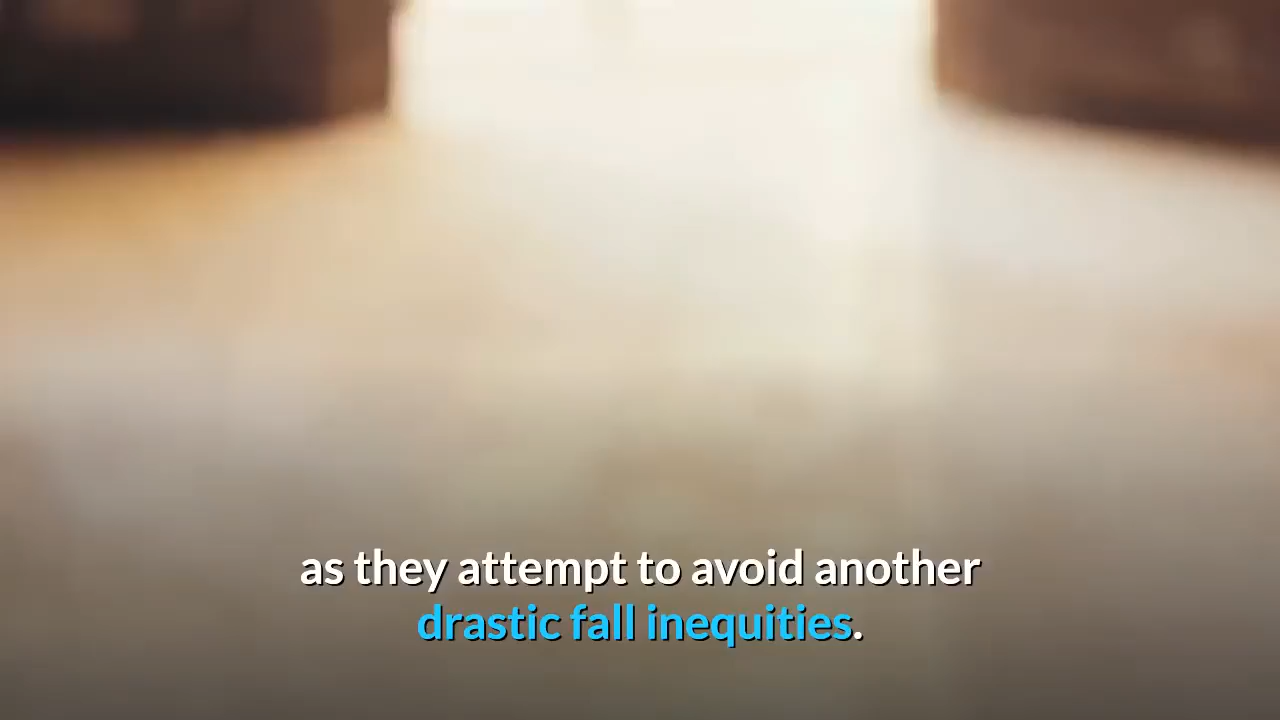 as they attempt to avoid another
drastic fall inequities.